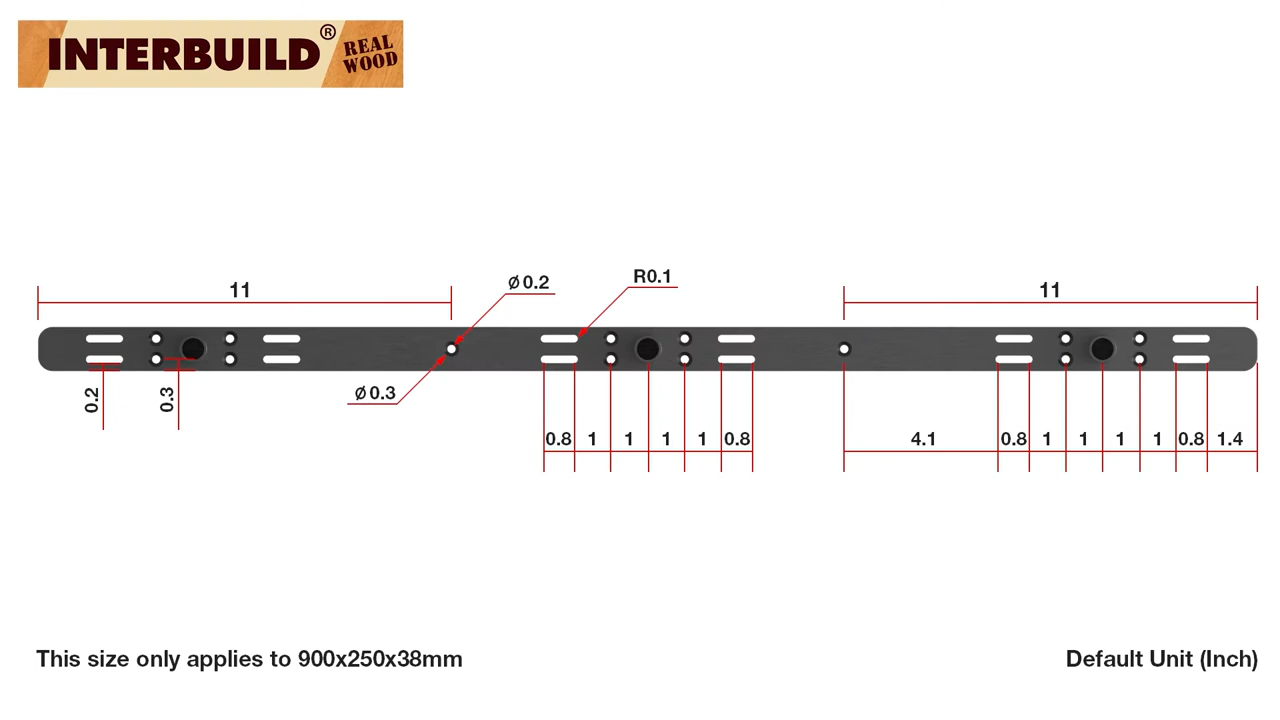 INTERBUILD®
REAL
WOOD
11
Ø 0.2
R0.1
11
0.2
0.3
Ø 0.3
0.8 1 1 1 1 0.8
4.1 0.8 1 1 1 1 0.8 1.4
This size only applies to 900x250x38mm
Default Unit (Inch)